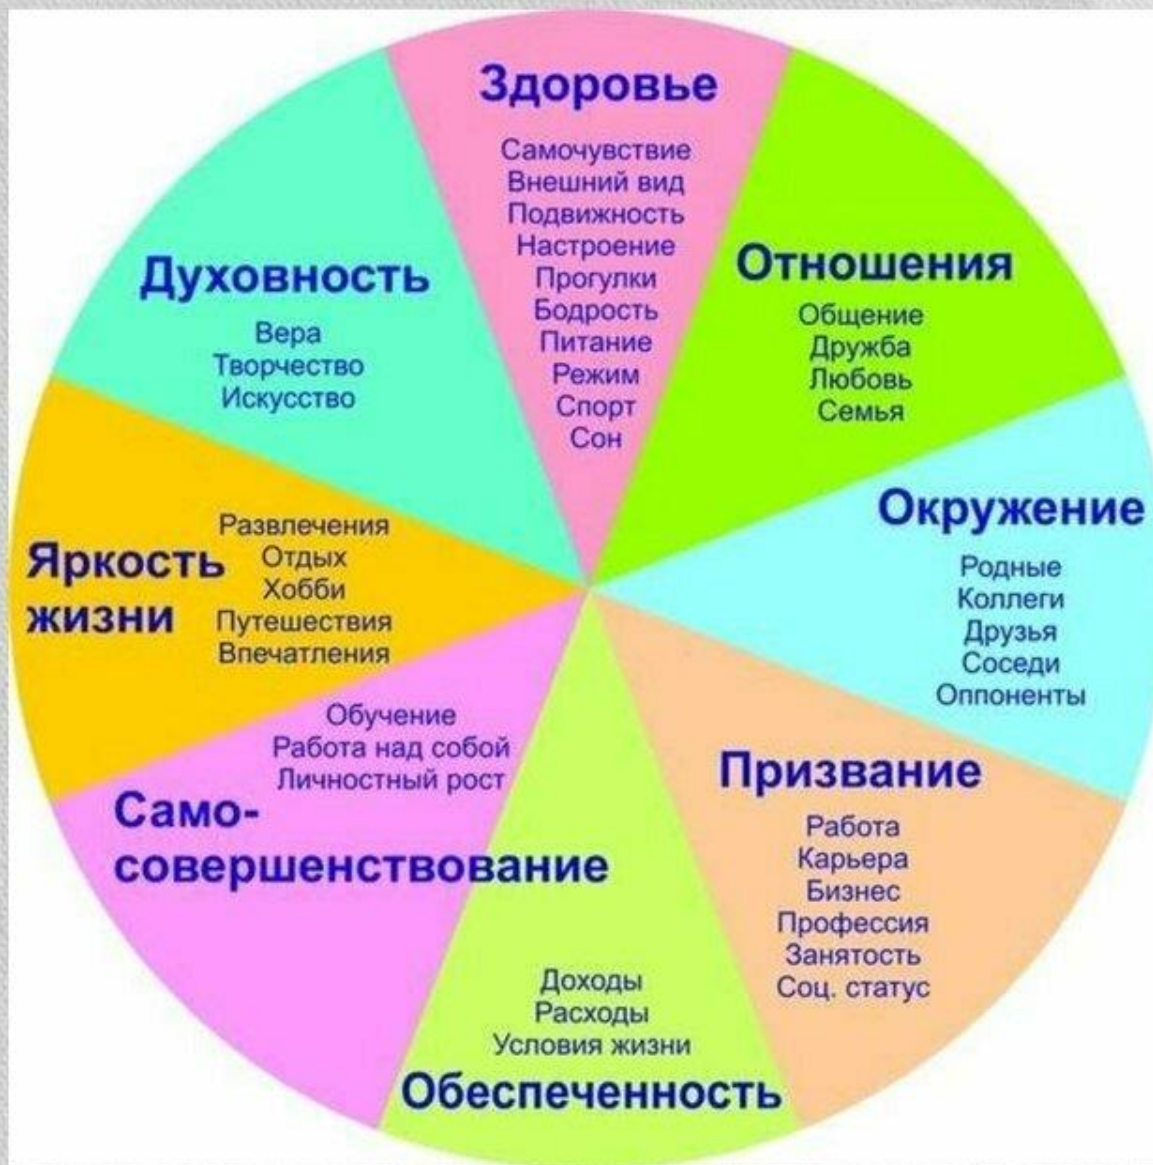 Здоровье
Самочувствие
Внешний вид
Подвижность
Настроение
Прогулки
Бодрость
Питание
Режим
Спорт
Сон
Отношения
Общение
Дружба
Любовь
Семья
Окружение
Родные
Коллеги
Друзья
Соседи
Оппоненты
Призвание
Работа
Карьера
Бизнес
Профессия
Занятость
Соц. статус
Доходы
Расходы
Условия жизни
Обеспеченность
Обучение
Работа над собой
Личностный рост
Само-
совершенствование
Яркость
жизни
Развлечения
Отдых
Хобби
Путешествия
Впечатления
Духовность
Вера
Творчество
Искусство